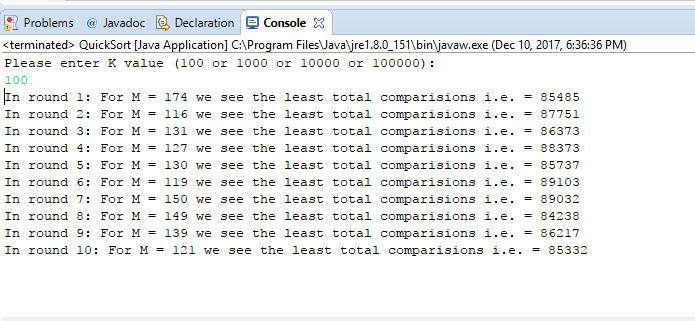 Problems @ Javadoc Declaration Console
<terminated> QuickSort [Java Application] C:\Program Files\Java\jre1.8.0_151\bin\javaw.exe (Dec 10, 2017, 6:36:36 PM)
Please enter K value (100 or 1000 or 10000 or 100000):
100
In round 1: For M = 174 we see the least total comparisions i.e. = 85485
In round 2: For M = 116 we see the least total comparisions i.e. = 87751
In round 3: For M = 131 we see the least total comparisions i.e. = 86373
In round 4: For M = 127 we see the least total comparisions i.e. = 88373
In round 5: For M = 130 we see the least total comparisions i.e. = 85737
In round 6: For M = 119 we see the least total comparisions i.e. = 89103
In round 7: For M = 150 we see the least total comparisions i.e. = 89032
In round 8: For M = 149 we see the least total comparisions i.e. = 84238
In round 9: For M = 139 we see the least total comparisions i.e. = 86217
In round 10: For M = 121 we see the least total comparisions i.e. = 85332